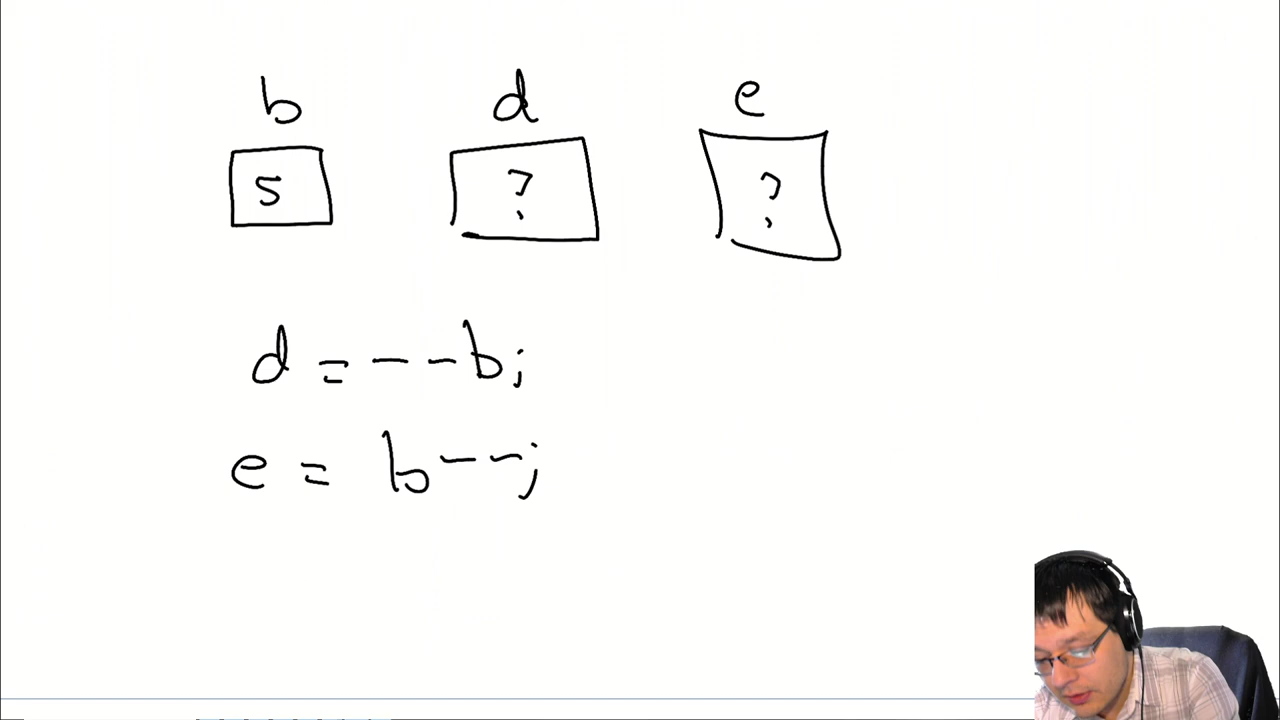 b d e
5 ? ?
d = --b;
e = b--;